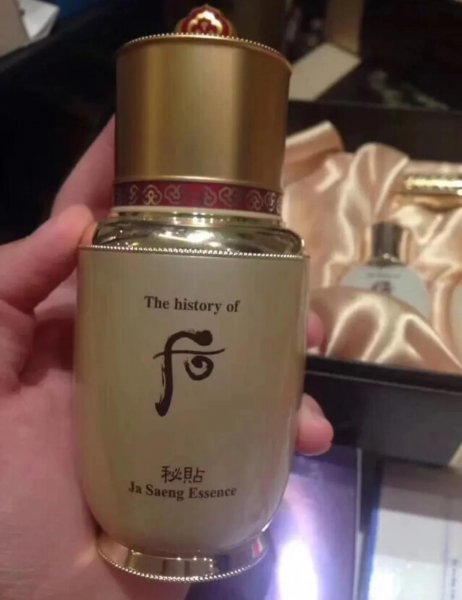 The history of
后
秘貼
Ja Saeng Essence